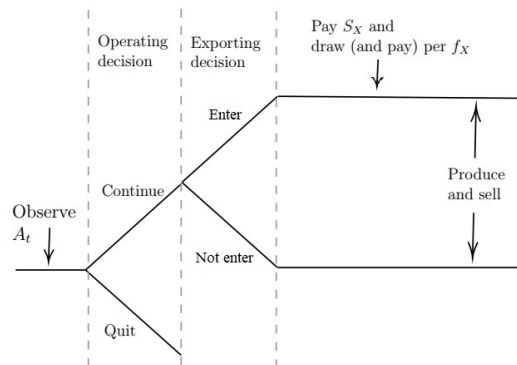 Operating
decision
Exporting
decision
Pay S_X and
draw (and pay) per f_X
Enter
Continue
Produce
and sell
Observe
A_t
Not enter
Quit